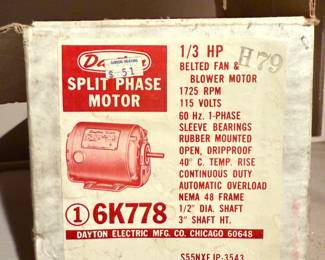 Dayton
$ 51
SPLIT PHASE
MOTOR
1 6K778
1/3 HP
H79
BELTED FAN &
BLOWER MOTOR
1725 RPM
115 VOLTS
60 Hz. 1-PHASE
SLEEVE BEARINGS
RUBBER MOUNTED
OPEN, DRIPPROOF
40° C. TEMP. RISE
CONTINUOUS DUTY
AUTOMATIC OVERLOAD
NEMA 48 FRAME
1/2" DIA. SHAFT
3" SHAFT HT.
DAYTON ELECTRIC MFG. CO. CHICAGO 60648
S55NXEJP-3543